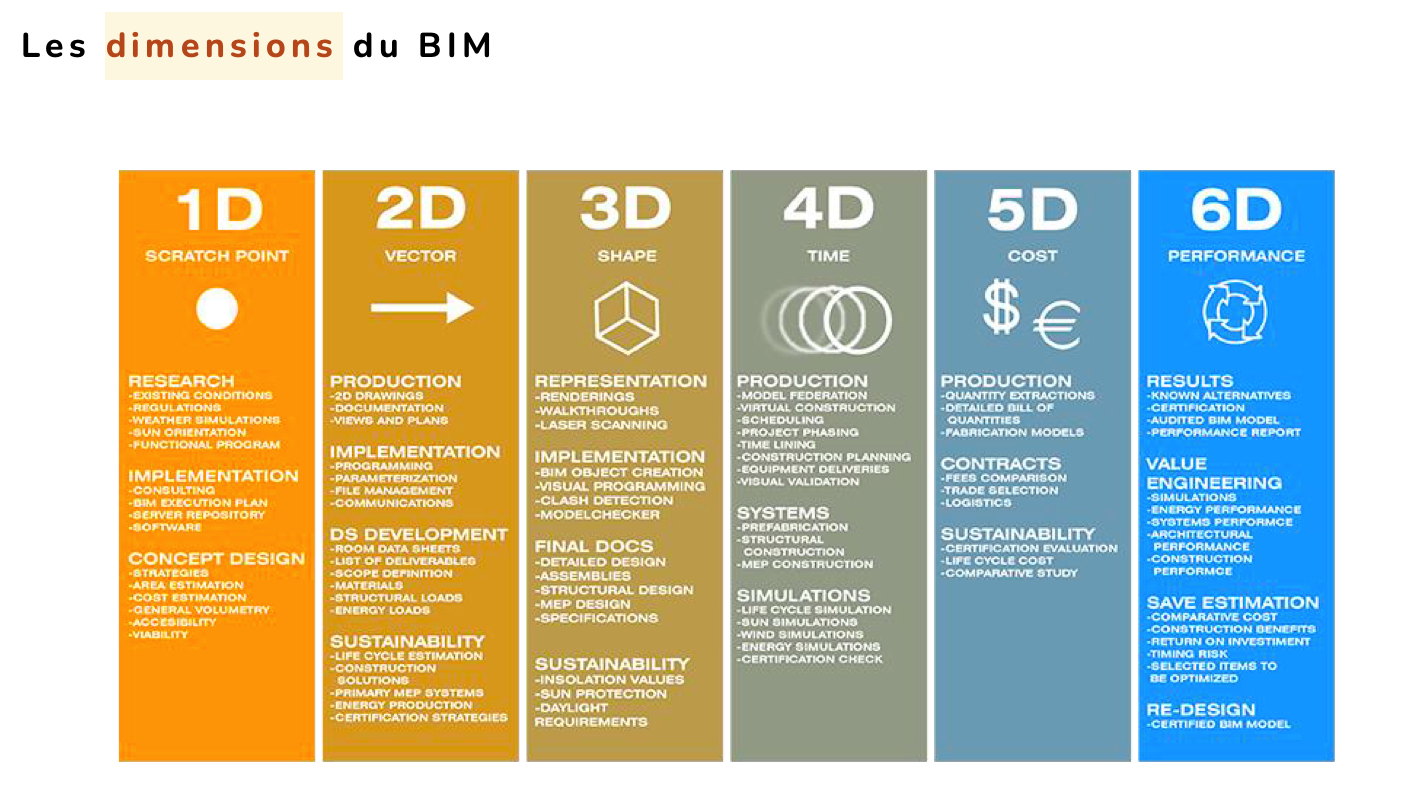 Les dimensions du BIM
1D
SCRATCH POINT
RESEARCH
-EXISTING CONDITIONS
-REGULATIONS
-WEATHER SIMULATIONS
-SUN ORIENTATION
-FUNCTIONAL PROGRAM
IMPLEMENTATION
-CONSULTING
-BIM EXECUTION PLAN
-SERVER REPOSITORY
-SOFTWARE
CONCEPT DESIGN
-STRATEGIES
-AREA ESTIMATION
-COST ESTIMATION
-GENERAL VOLUMETRY
-ACCESIBILITY
-VIABILITY
2D
VECTOR
PRODUCTION
-2D DRAWINGS
-DOCUMENTATION
-VIEWS AND PLANS
IMPLEMENTATION
-PROGRAMMING
-PARAMETERIZATION
-FILE MANAGEMENT
-COMMUNICATIONS
DS DEVELOPMENT
-ROOM DATA SHEETS
-LIST OF DELIVERABLES
-SCOPE DEFINITION
-MATERIALS
-STRUCTURAL LOADS
-ENERGY LOADS
SUSTAINABILITY
-LIFE CYCLE ESTIMATION
-CONSTRUCTION
SOLUTIONS
-PRIMARY MEP SYSTEMS
-ENERGY PRODUCTION
-CERTIFICATION STRATEGIES
3D
SHAPE
REPRESENTATION
-RENDERINGS
-WALKTHROUGHS
-LASER SCANNING
IMPLEMENTATION
-BIM OBJECT CREATION
-VISUAL PROGRAMMING
-CLASH DETECTION
-MODELCHECKER
FINAL DOCS
-DETAILED DESIGN
-ASSEMBLIES
-STRUCTURAL DESIGN
-MEP DESIGN
-SPECIFICATIONS
SUSTAINABILITY
-INSOLATION VALUES
-SUN PROTECTION
-DAYLIGHT
REQUIREMENTS
4D
TIME
PRODUCTION
-MODEL FEDERATION
-VIRTUAL CONSTRUCTION
-SCHEDULING
-PROJECT PHASING
-TIME LINING
-CONSTRUCTION PLANNING
-EQUIPMENT DELIVERIES
-VISUAL VALIDATION
SYSTEMS
-PREFABRICATION
-STRUCTURAL
CONSTRUCTION
-MEP CONSTRUCTION
SIMULATIONS
-LIFE CYCLE SIMULATION
-SUN SIMULATIONS
-WIND SIMULATIONS
-ENERGY SIMULATIONS
-CERTIFICATION CHECK
5D
COST
$ €
PRODUCTION
-QUANTITY EXTRACTIONS
-DETAILED BILL OF
QUANTITIES
-FABRICATION MODELS
CONTRACTS
-FEES COMPARISON
-TRADE SELECTION
-LOGISTICS
SUSTAINABILITY
-CERTIFICATION EVALUATION
-LIFE CYCLE COST
-COMPARATIVE STUDY
6D
PERFORMANCE
RESULTS
-KNOWN ALTERNATIVES
-CERTIFICATION
-AUDITED BIM MODEL
-PERFORMANCE REPORT
VALUE
ENGINEERING
-SIMULATIONS
-ENERGY PERFORMANCE
-SYSTEMS PERFORMCE
-ARCHITECTURAL
PERFORMANCE
-CONSTRUCTION
PERFORMCE
SAVE ESTIMATION
-COMPARATIVE COST
-CONSTRUCTION BENEFITS
-RETURN ON INVESTIMENT
-TIMING RISK
-SELECTED ITEMS TO
BE OPTIMIZED
RE-DESIGN
-CERTIFIED BIM MODEL